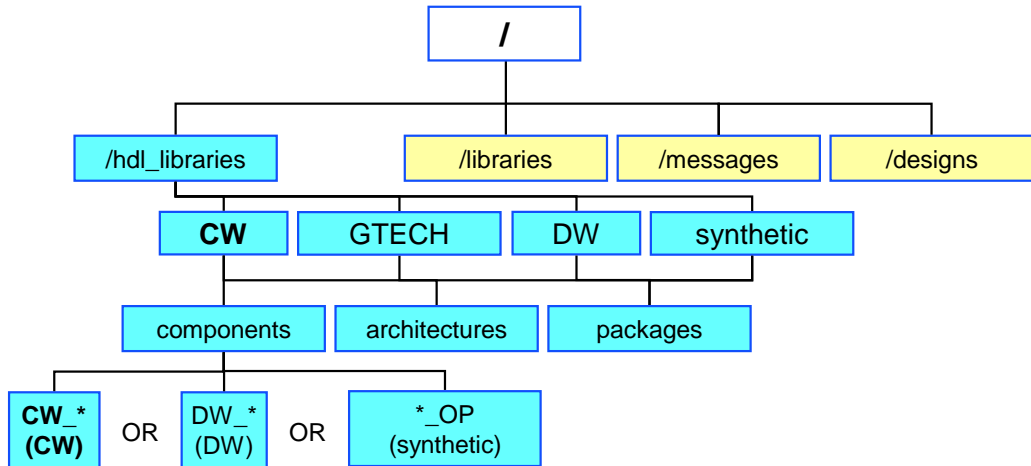 /
/hdl_libraries
/libraries
/messages
/designs
CW
GTECH
DW
synthetic
components
architectures
packages
CW_*
(CW)
OR
DW_*
(DW)
OR
*_OP
(synthetic)